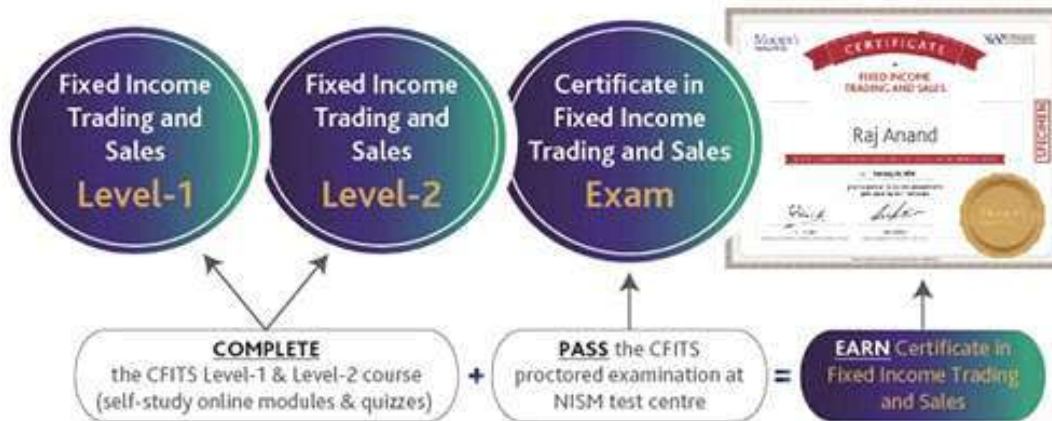 Fixed Income
Trading and
Sales
Level-1
Fixed Income
Trading and
Sales
Level-2
Certificate in
Fixed Income
Trading and Sales
Exam
Moody's
CERTIFICATE
FIXED INCOME
TRADING AND SALES
Raj Anand
SPECIMEN
COMPLETE
the CFITS Level-1 & Level-2 course
(self-study online modules & quizzes)
+
PASS the CFITS
proctored examination at
NISM test centre
=
EARN Certificate in
Fixed Income Trading
and Sales